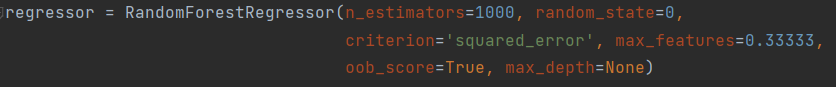 regressor = RandomForestRegressor(n_estimators=1000, random_state=0,
criterion='squared_error', max_features=0.33333,
oob_score=True, max_depth=None)